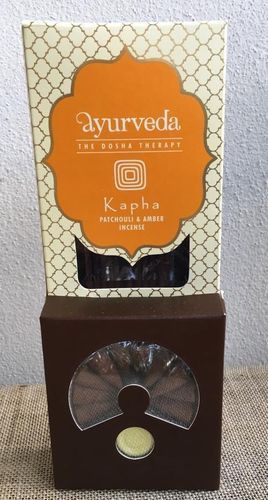 ayurveda
THE DOSHA THERAPY
Kapha
PATCHOULI & AMBER
INCENSE